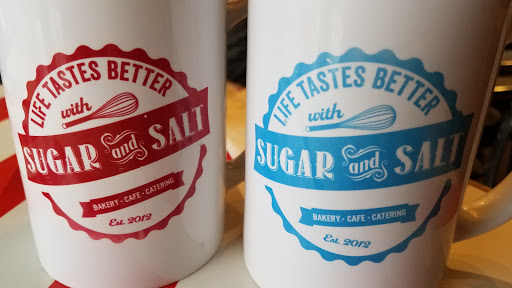 LIFE TASTES BETTER
with
SUGAR and SALT
BAKERY · CAFE · CATERING
Est. 2012
LIFE TASTES BETTER
with
SUGAR and SALT
BAKERY · CAFE · CATERING
Est. 2012